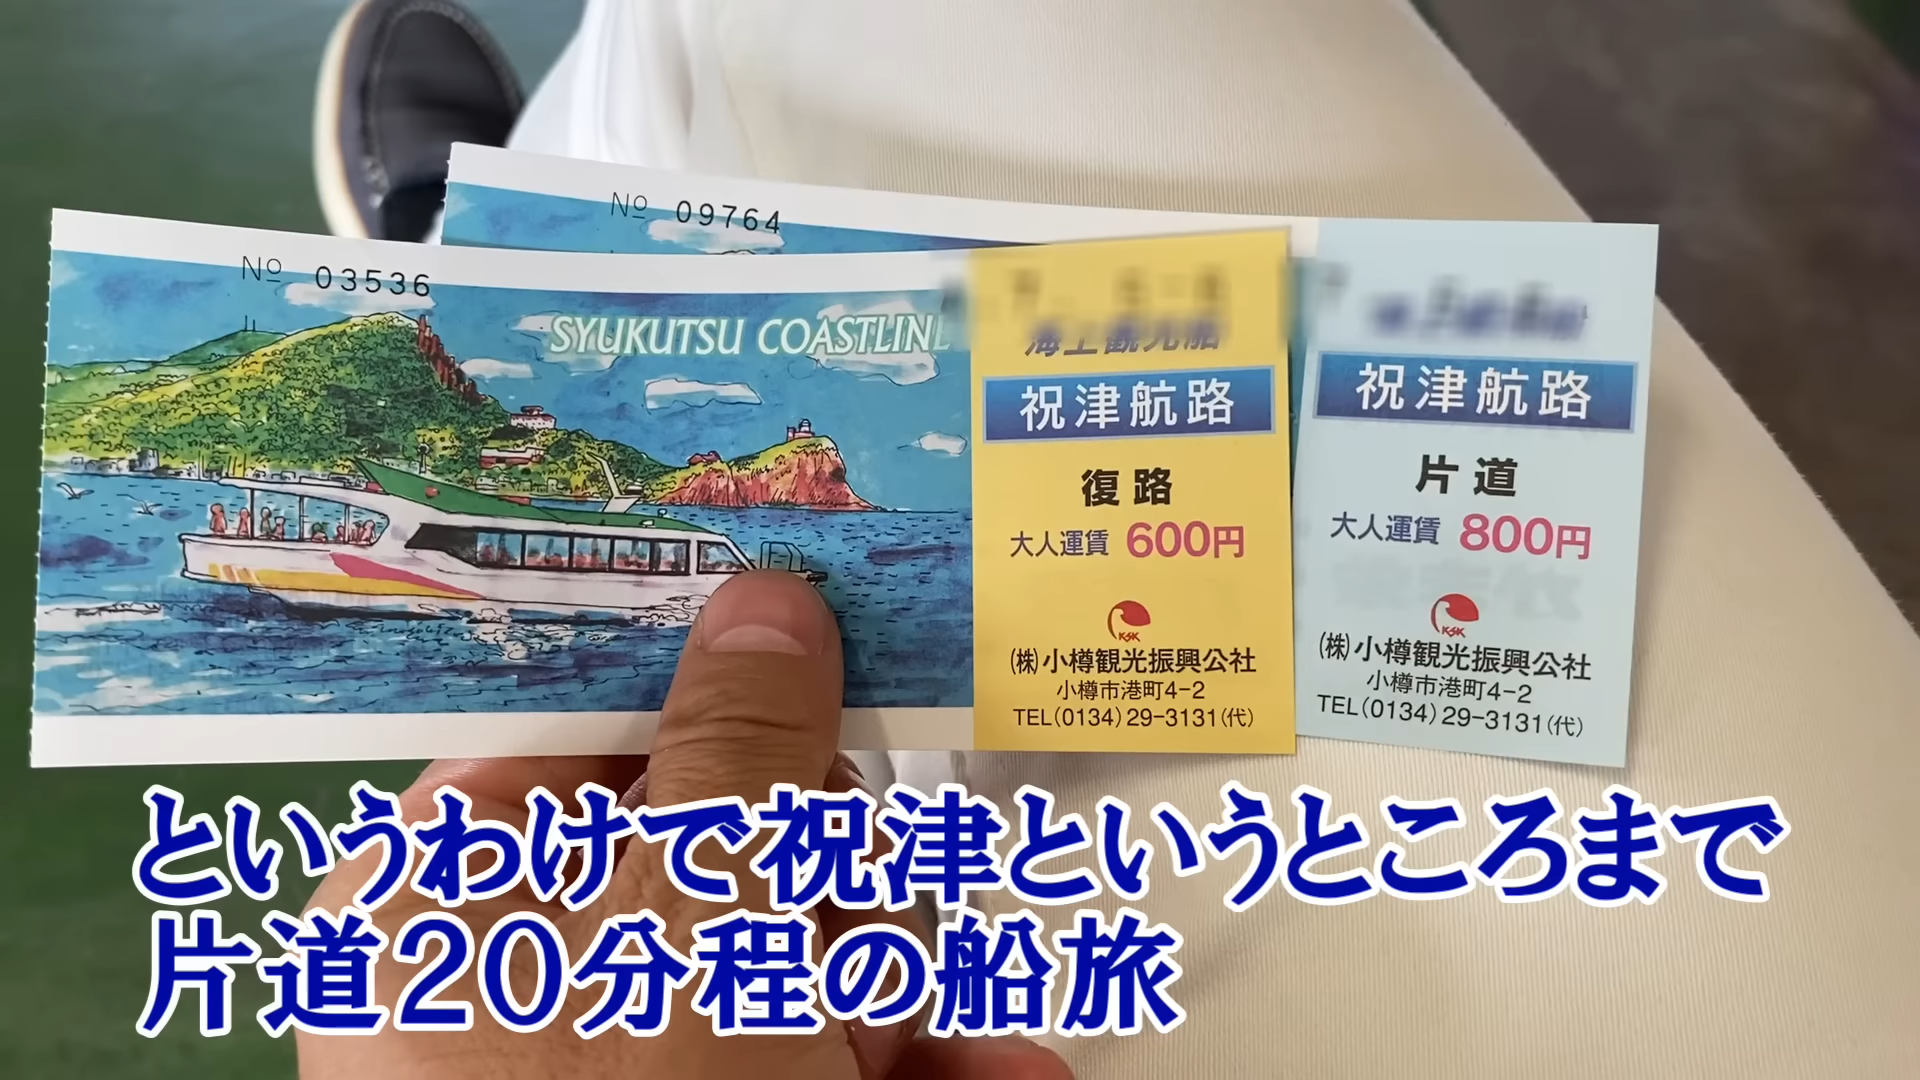 № 09764
№ 03536
SYUKUTSU COASTLINE
海上観光船
祝津航路
復路
大人運賃 600円
KSK
(株)小樽観光振興公社
小樽市港町4-2
TEL(0134)29-3131(代)
祝津航路
片道
大人運賃 800円
KSK
(株)小樽観光振興公社
小樽市港町4-2
TEL(0134)29-3131(代)
というわけで祝津というところまで
片道20分程の船旅